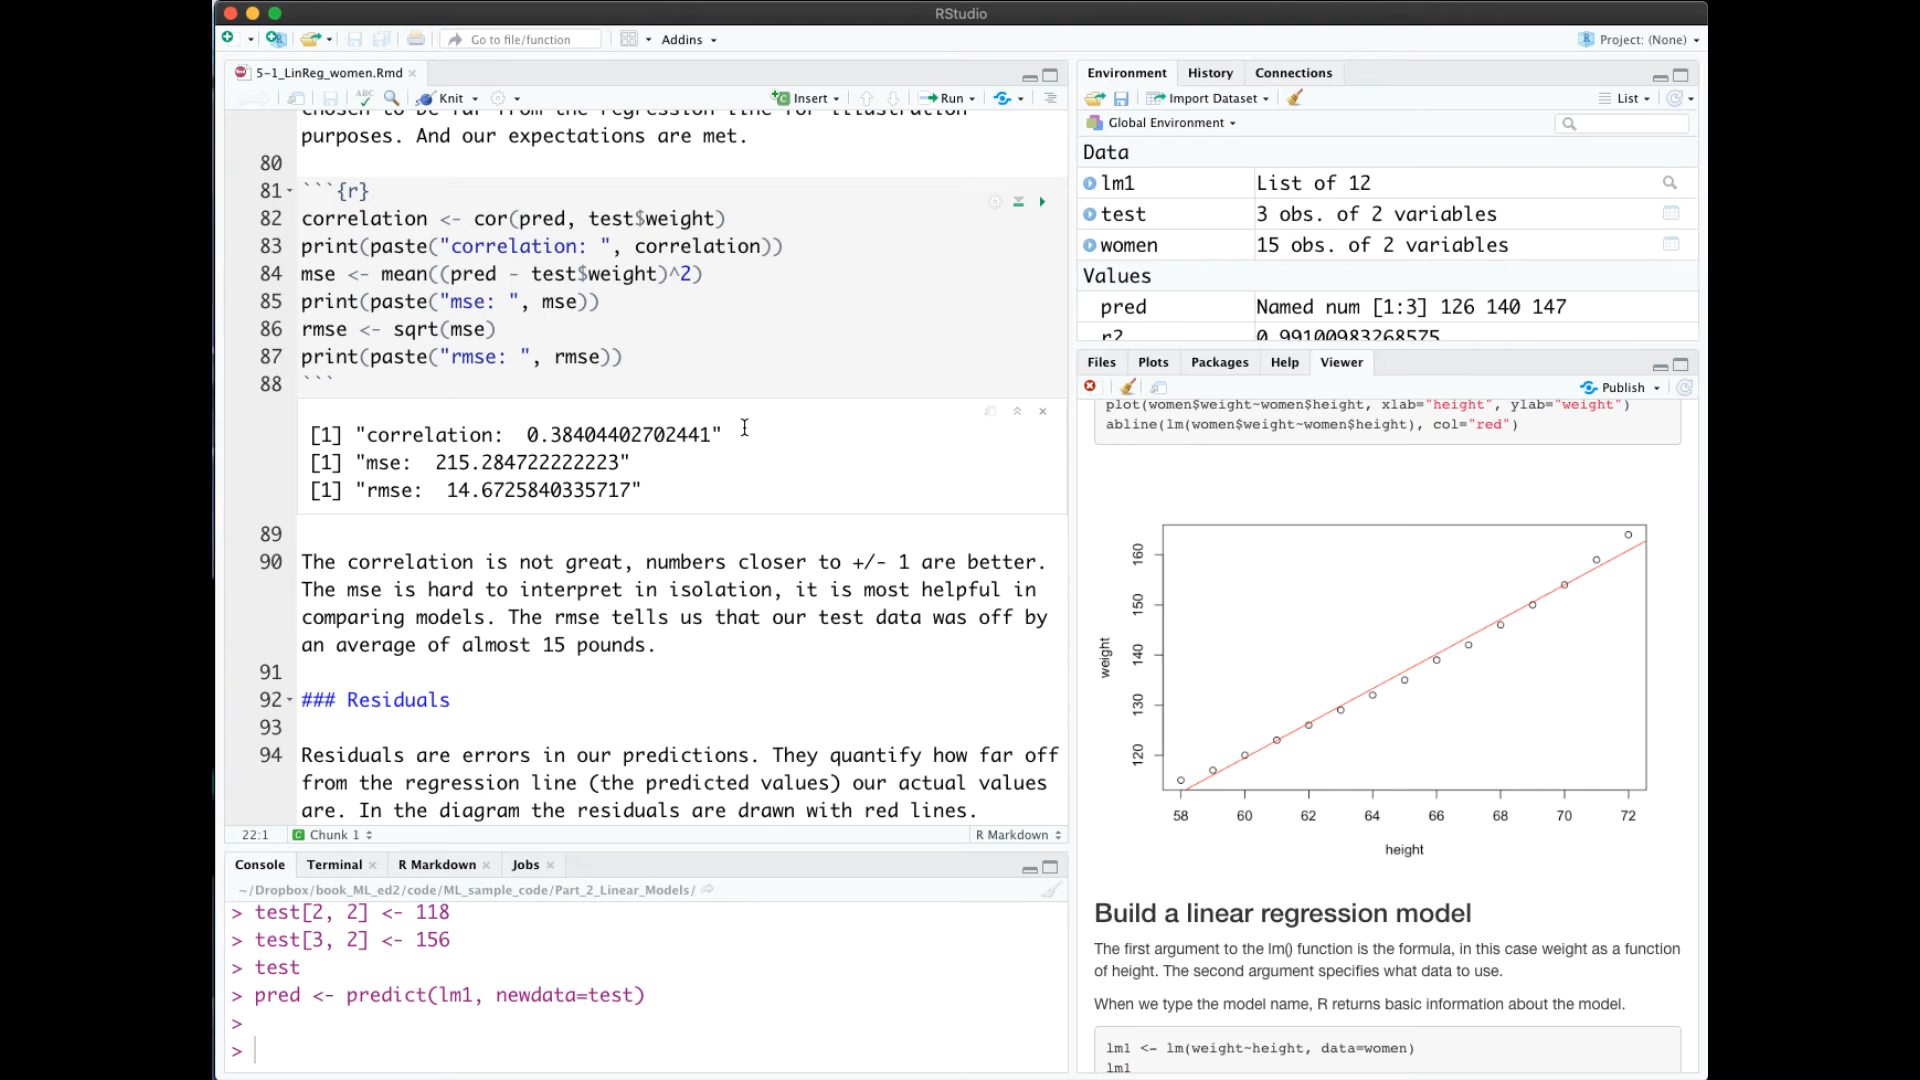 RStudio
Go to file/function
Addins
Project: (None)
5-1_LinReg_women.Rmd
ABC
Knit
Insert
Run
chosen to be far from the regression line for illustration
purposes. And our expectations are met.
80
81 ```{r}
82 correlation <- cor(pred, test$weight)
83 print(paste("correlation: ", correlation))
84 mse <- mean((pred - test$weight)^2)
85 print(paste("mse: ", mse))
86 rmse <- sqrt(mse)
87 print(paste("rmse: ", rmse))
88 ```
[1] "correlation:  0.38404402702441"
[1] "mse:  215.284722222223"
[1] "rmse:  14.6725840335717"
89
90 The correlation is not great, numbers closer to +/- 1 are better.
The mse is hard to interpret in isolation, it is most helpful in
comparing models. The rmse tells us that our test data was off by
an average of almost 15 pounds.
91
92 ### Residuals
93
94 Residuals are errors in our predictions. They quantify how far off
from the regression line (the predicted values) our actual values
are. In the diagram the residuals are drawn with red lines.
22:1 Chunk 1 R Markdown
Console Terminal R Markdown Jobs
~/Dropbox/book_ML_ed2/code/ML_sample_code/Part_2_Linear_Models/
> test[2, 2] <- 118
> test[3, 2] <- 156
> test
> pred <- predict(lm1, newdata=test)
>
>
Environment History Connections
Import Dataset List
Global Environment
Data
lm1 List of 12
test 3 obs. of 2 variables
women 15 obs. of 2 variables
Values
pred Named num [1:3] 126 140 147
r2 0.99100983268575
Files Plots Packages Help Viewer
Publish
plot(women$weight~women$height, xlab="height", ylab="weight")
abline(lm(women$weight~women$height), col="red")
160
150
140
130
120
weight
58 60 62 64 66 68 70 72
height
Build a linear regression model
The first argument to the lm() function is the formula, in this case weight as a function
of height. The second argument specifies what data to use.
When we type the model name, R returns basic information about the model.
lm1 <- lm(weight~height, data=women)
lm1